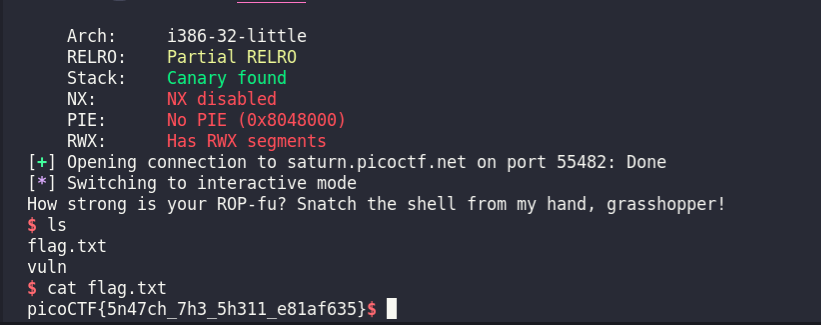 Arch: i386-32-little
RELRO: Partial RELRO
Stack: Canary found
NX: NX disabled
PIE: No PIE (0x8048000)
RWX: Has RWX segments
[+] Opening connection to saturn.picoctf.net on port 55482: Done
[*] Switching to interactive mode
How strong is your ROP-fu? Snatch the shell from my hand, grasshopper!
$ ls
flag.txt
vuln
$ cat flag.txt
picoCTF{5n47ch_7h3_5h311_e81af635}$